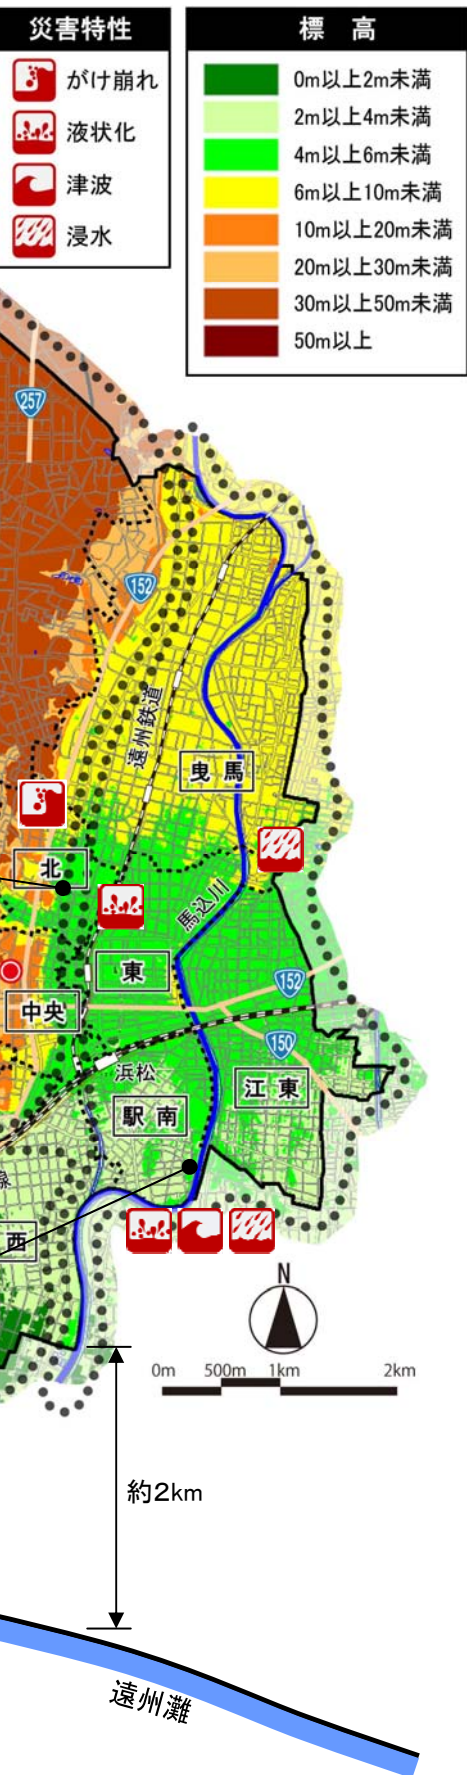 災害特性
がけ崩れ
液状化
津波
浸水
標 高
0m以上2m未満
2m以上4m未満
4m以上6m未満
6m以上10m未満
10m以上20m未満
20m以上30m未満
30m以上50m未満
50m以上
257
152
遠州鉄道
曳 馬
北
馬込川
東
152
中央
150
浜松
江 東
駅 南
線
西
N
0m 500m 1km 2km
約2km
遠州灘